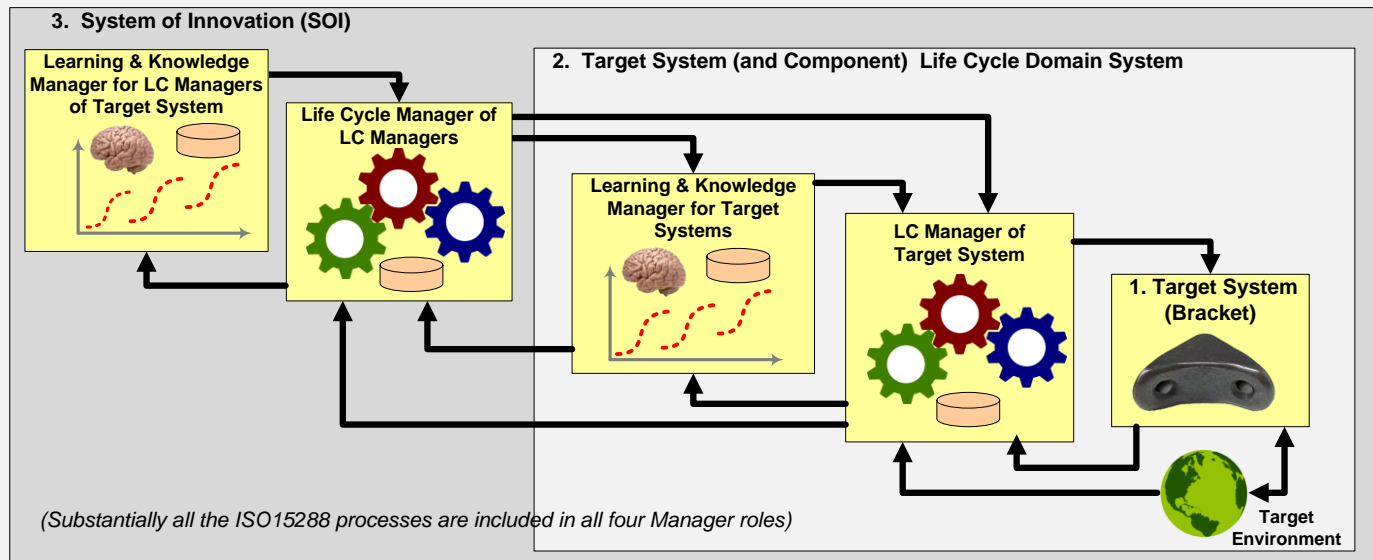 3. System of Innovation (SOI)
Learning & Knowledge
Manager for LC Managers
of Target System
2. Target System (and Component) Life Cycle Domain System
Life Cycle Manager of
LC Managers
Learning & Knowledge
Manager for Target
Systems
LC Manager of
Target System
1. Target System
(Bracket)
(Substantially all the ISO15288 processes are included in all four Manager roles)
Target
Environment